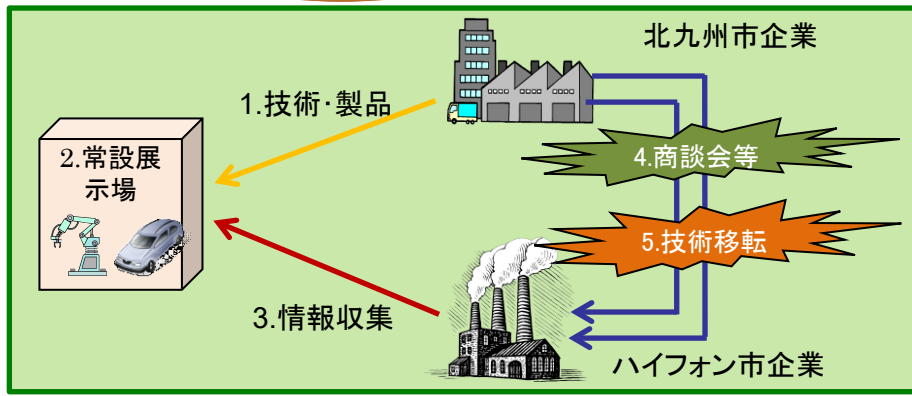 北九州市企業
1.技術・製品
2.常設展
示場
4.商談会等
5.技術移転
3.情報収集
ハイフォン市企業